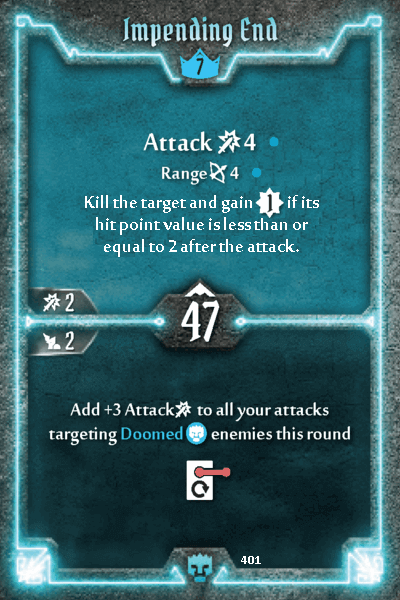 Impending End
7
Attack 4
Range 4
Kill the target and gain 1 if its
hit point value is less than or
equal to 2 after the attack.
2
47
2
Add +3 Attack to all your attacks
targeting Doomed enemies this round
401